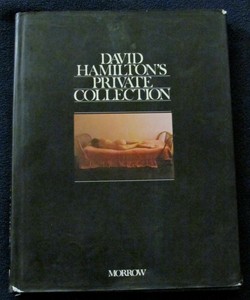 DAVID
HAMILTON'S
PRIVATE
COLLECTION
MORROW